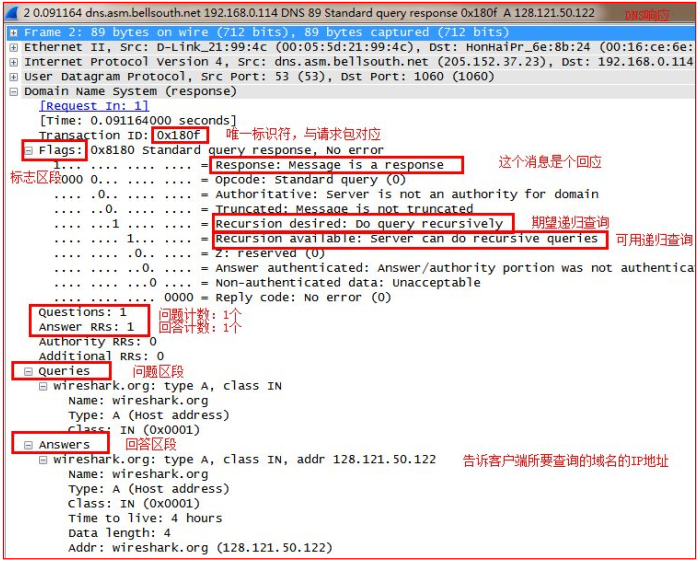 2 0.091164 dns.asm.bellsouth.net 192.168.0.114 DNS 89 Standard query response 0x180f A 128.121.50.122 DNS响应
Frame 2: 89 bytes on wire (712 bits), 89 bytes captured (712 bits)
Ethernet II, Src: D-Link_21:99:4c (00:05:5d:21:99:4c), Dst: HonHaiPr_6e:8b:24 (00:16:ce:6e:
Internet Protocol Version 4, Src: dns.asm.bellsouth.net (205.152.37.23), Dst: 192.168.0.114
User Datagram Protocol, Src Port: 53 (53), Dst Port: 1060 (1060)
Domain Name System (response)
[Request In: 1]
[Time: 0.091164000 seconds]
Transaction ID: 0x180f 唯一标识符，与请求包对应
Flags: 0x8180 Standard query response, No error
1... .... .... .... = Response: Message is a response 这个消息是个回应
标志区段
.000 0... .... .... = Opcode: Standard query (0)
.... .0.. .... .... = Authoritative: Server is not an authority for domain
.... ..0. .... .... = Truncated: Message is not truncated
.... ...1 .... .... = Recursion desired: Do query recursively 期望递归查询
.... .... 1... .... = Recursion available: Server can do recursive queries 可用递归查询
.... .... .0.. .... = Z: reserved (0)
.... .... ..0. .... = Answer authenticated: Answer/authority portion was not authentica
.... .... ...0 .... = Non-authenticated data: Unacceptable
.... .... .... 0000 = Reply code: No error (0)
Questions: 1 问题计数：1个
Answer RRs: 1 回答计数：1个
Authority RRs: 0
Additional RRs: 0
Queries 问题区段
wireshark.org: type A, class IN
Name: wireshark.org
Type: A (Host address)
Class: IN (0x0001)
Answers 回答区段
wireshark.org: type A, class IN, addr 128.121.50.122 告诉客户端所要查询的域名的IP地址
Name: wireshark.org
Type: A (Host address)
Class: IN (0x0001)
Time to live: 4 hours
Data length: 4
Addr: wireshark.org (128.121.50.122)